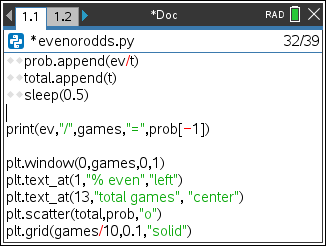 1.1 1.2 *Doc RAD
*evenorodds.py 32/39
prob.append(ev/t)
total.append(t)
sleep(0.5)
print(ev,"/",games,"=",prob[−1])
plt.window(0,games,0,1)
plt.text_at(1,"% even","left")
plt.text_at(13,"total games", "center")
plt.scatter(total,prob,"o")
plt.grid(games/10,0.1,"solid")